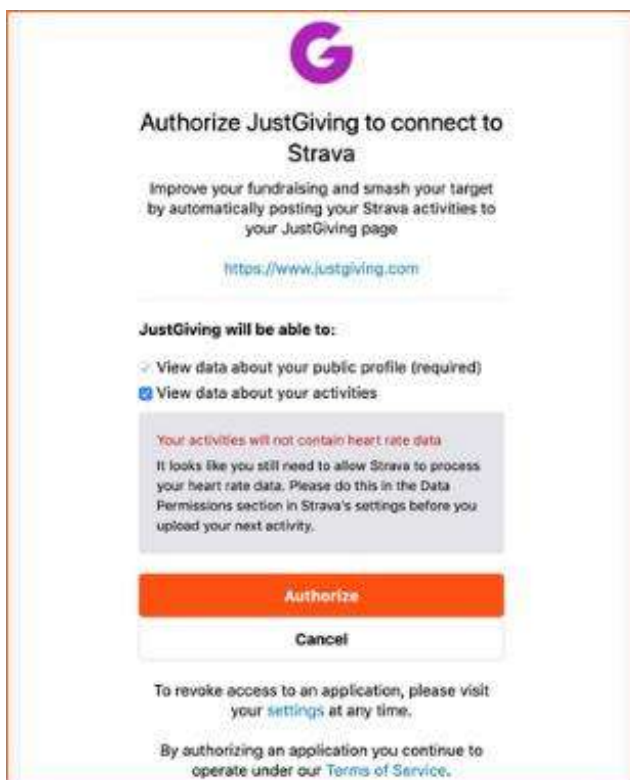 Authorize JustGiving to connect to
Strava
Improve your fundraising and smash your target
by automatically posting your Strava activities to
your JustGiving page
https://www.justgiving.com
JustGiving will be able to:
View data about your public profile (required)
View data about your activities
Your activities will not contain heart rate data
It looks like you still need to allow Strava to process
your heart rate data. Please do this in the Data
Permissions section in Strava's settings before you
upload your next activity.
Authorize
Cancel
To revoke access to an application, please visit
your settings at any time.
By authorizing an application you continue to
operate under our Terms of Service.